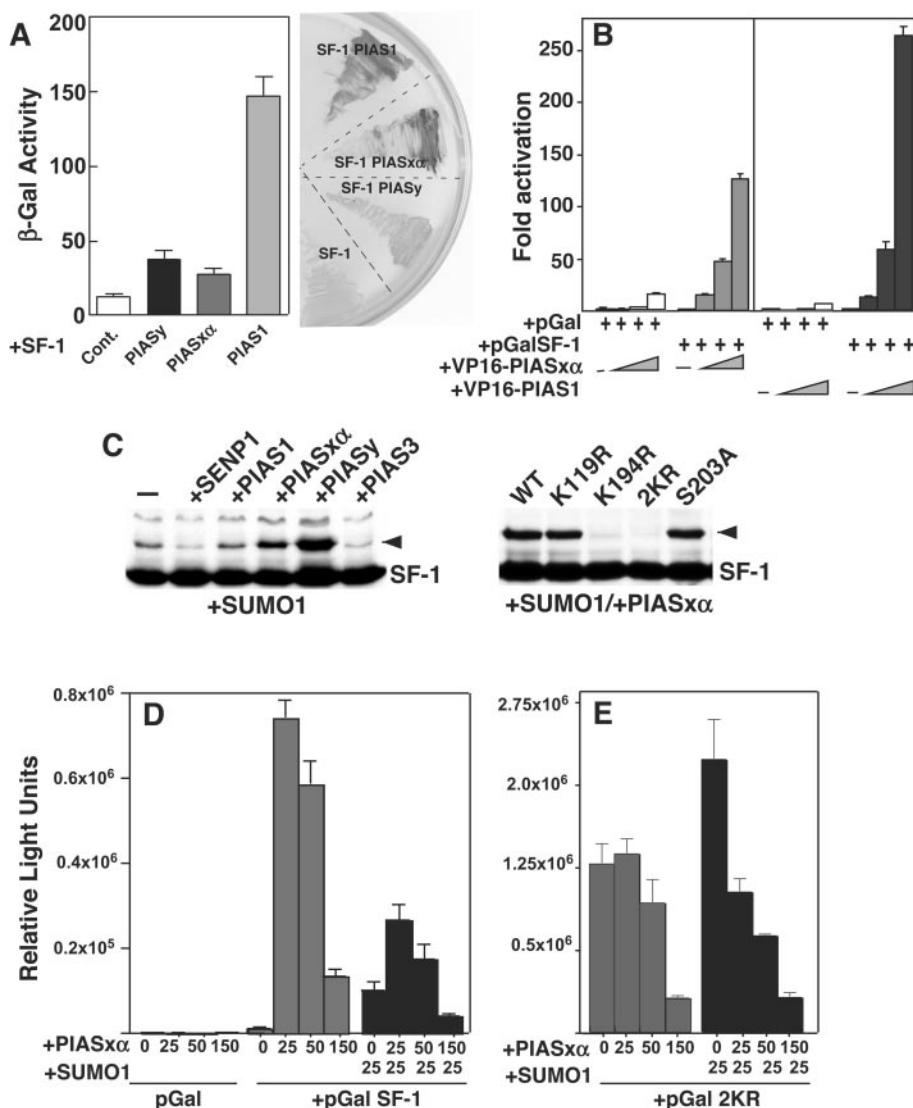 A
200
150
100
50
0
β-Gal Activity
+SF-1
Cont.
PIASy
PIASxα
PIAS1
SF-1 PIAS1
SF-1 PIASxα
SF-1 PIASy
SF-1
B
250
200
150
100
50
Fold activation
+pGal ++++ ++++
+pGalSF-1 ++++ ++++
+VP16-PIASxα – –
+VP16-PIAS1 – –
C
– +SENP1 +PIAS1 +PIASxα +PIASy +PIAS3
SF-1
+SUMO1
WT K119R K194R 2KR S203A
SF-1
+SUMO1/+PIASxα
D
0.8x10⁶
0.6x10⁶
0.4x10⁶
0.2x10⁵
Relative Light Units
+PIASxα 0 25 50 150 0 25 50 150 0 25 50 150
+SUMO1 25 25 25 25
pGal +pGal SF-1
E
2.75x10⁶
2.0x10⁶
1.25x10⁶
0.5x10⁶
+PIASxα 0 25 50 150 0 25 50 150
+SUMO1 25 25 25 25
+pGal 2KR